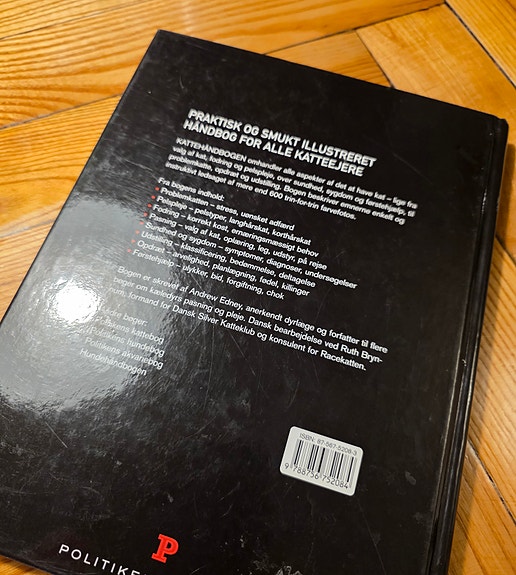 PRAKTISK OG SMUKT ILLUSTRERET
HÅNDBOG FOR ALLE KATTEEJERE
KATTEHÅNDBOGEN omhandler alle aspekter af det at have kat – lige fra
valg af kat, fodring og pelspleje, over sundhed, sygdom og førstehjælp, til
problemkatte, opdræt og udstilling. Bogen beskriver emnerne enkelt og
instruktivt ledsaget af mere end 600 trin-for-trin farvefotos.
Fra bogens indhold:
• Problemkatten – stress, uønsket adfærd
• Pelspleje – pelstyper, langhårskat, korthårskat
• Fodring – korrekt kost, ernæringsmæssigt behov
• Pasning – valg af kat, oplæring, leg, udstyr, på rejse
• Sundhed og sygdom – symptomer, diagnoser, undersøgelser
• Udstilling – klassificering, bedømmelse, deltagelse
• Opdræt – arvelighed, planlægning, fødsel, killinger
• Førstehjælp – ulykker, bid, forgiftning, chok
Bogen er skrevet af Andrew Edney, anerkendt dyrlæge og forfatter til flere
bøger om kæledyrs pasning og pleje. Dansk bearbejdelse ved Ruth Bryn-
rum, formand for Dansk Silver Katteklub og konsulent for Racekatten.
Andre bøger:
Politikens kattebog
Politikens hundebog
Politikens akvariebog
Hundehåndbogen
ISBN: 87-567-5208-3
9 788756 752084
P
POLITIKE